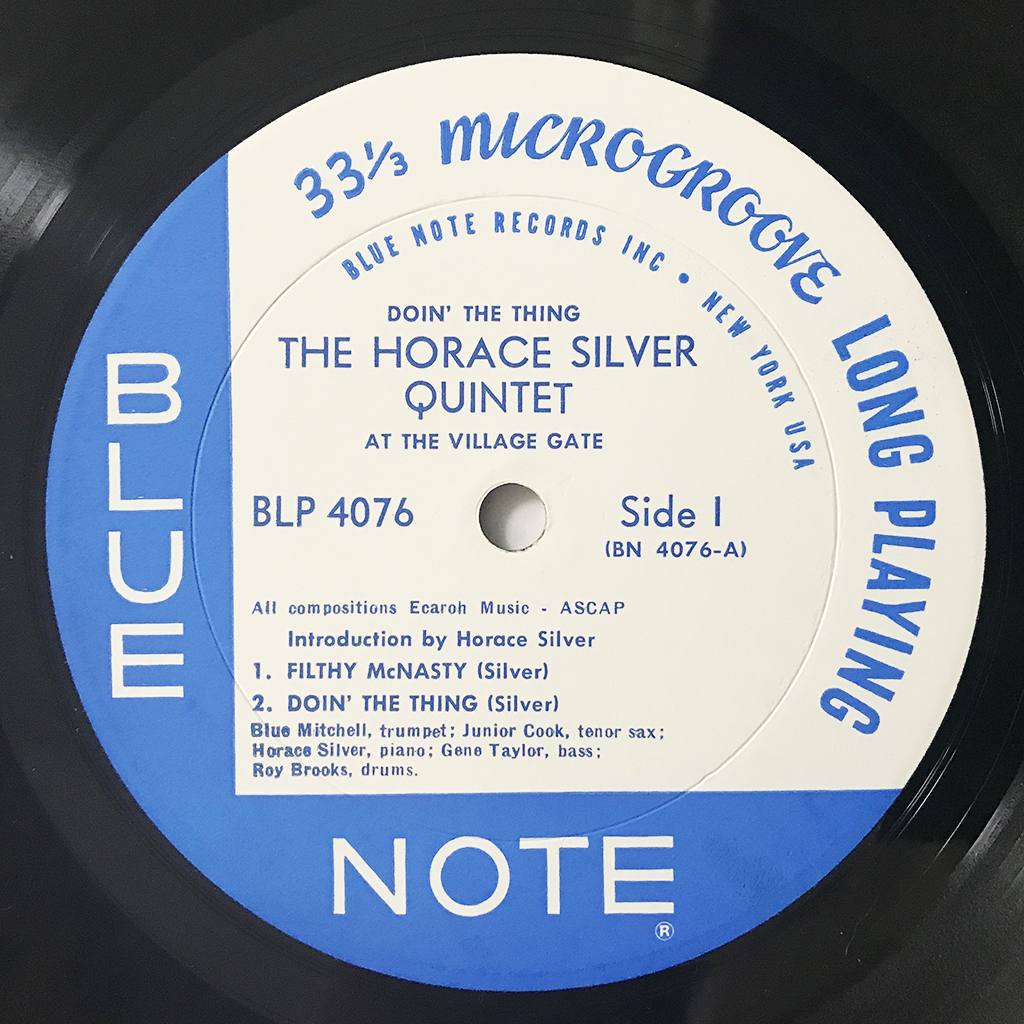 33⅓ MICROGROOVE LONG PLAYING
BLUE NOTE RECORDS INC • NEW YORK USA
DOIN' THE THING
THE HORACE SILVER
QUINTET
AT THE VILLAGE GATE
BLP 4076
Side 1
(BN 4076-A)
All compositions Ecaroh Music - ASCAP
Introduction by Horace Silver
1. FILTHY McNASTY (Silver)
2. DOIN' THE THING (Silver)
Blue Mitchell, trumpet; Junior Cook, tenor sax;
Horace Silver, piano; Gene Taylor, bass;
Roy Brooks, drums.
BLUE
NOTE
®